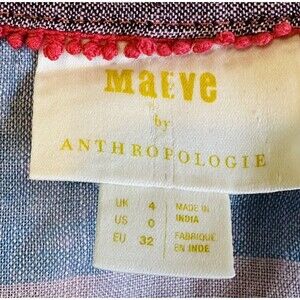 MaEve
by
ANTHROPOLOGIE
UK 4
US 0
EU 32
MADE IN
INDIA
FABRIQUÉ
EN INDE